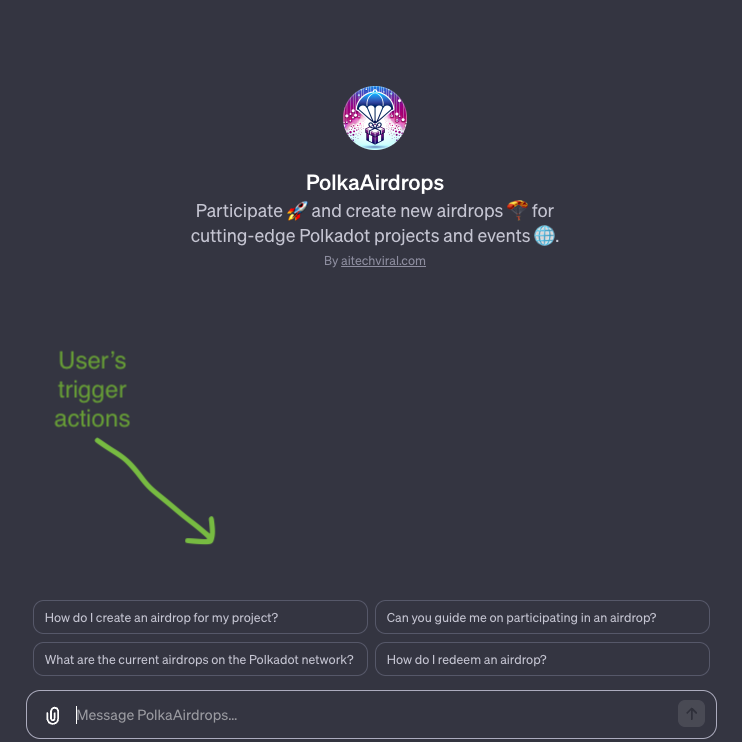 PolkaAirdrops
Participate 🚀 and create new airdrops 🪂 for
cutting-edge Polkadot projects and events 🌐.
By aitechviral.com
User's
trigger
actions
How do I create an airdrop for my project?
Can you guide me on participating in an airdrop?
What are the current airdrops on the Polkadot network?
How do I redeem an airdrop?
Message PolkaAirdrops...